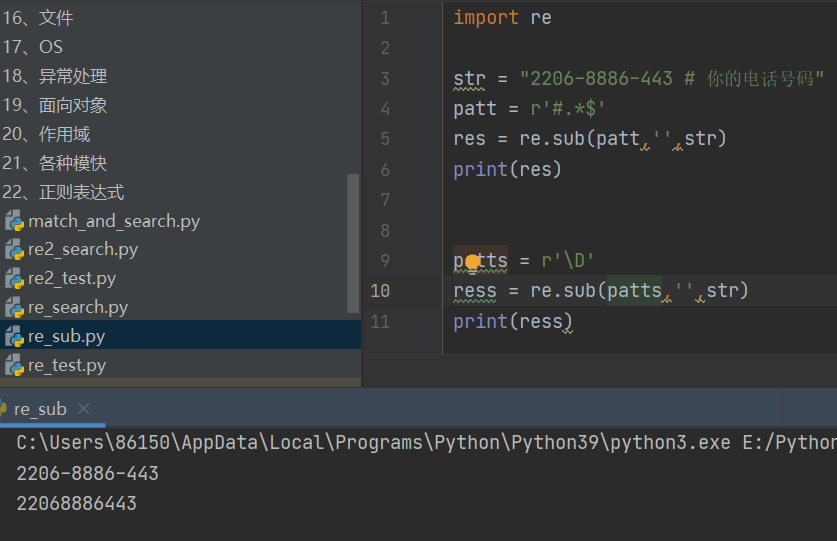 16、文件
17、OS
18、异常处理
19、面向对象
20、作用域
21、各种模快
22、正则表达式
match_and_search.py
re2_search.py
re2_test.py
re_search.py
re_sub.py
re_test.py
1 import re
2
3 str = "2206-8886-443 # 你的电话号码"
4 patt = r'#.*$'
5 res = re.sub(patt,'',str)
6 print(res)
7
8
9 patts = r'\D'
10 ress = re.sub(patts,'',str)
11 print(ress)
re_sub
C:\Users\86150\AppData\Local\Programs\Python\Python39\python3.exe E:/Python
2206-8886-443
22068886443